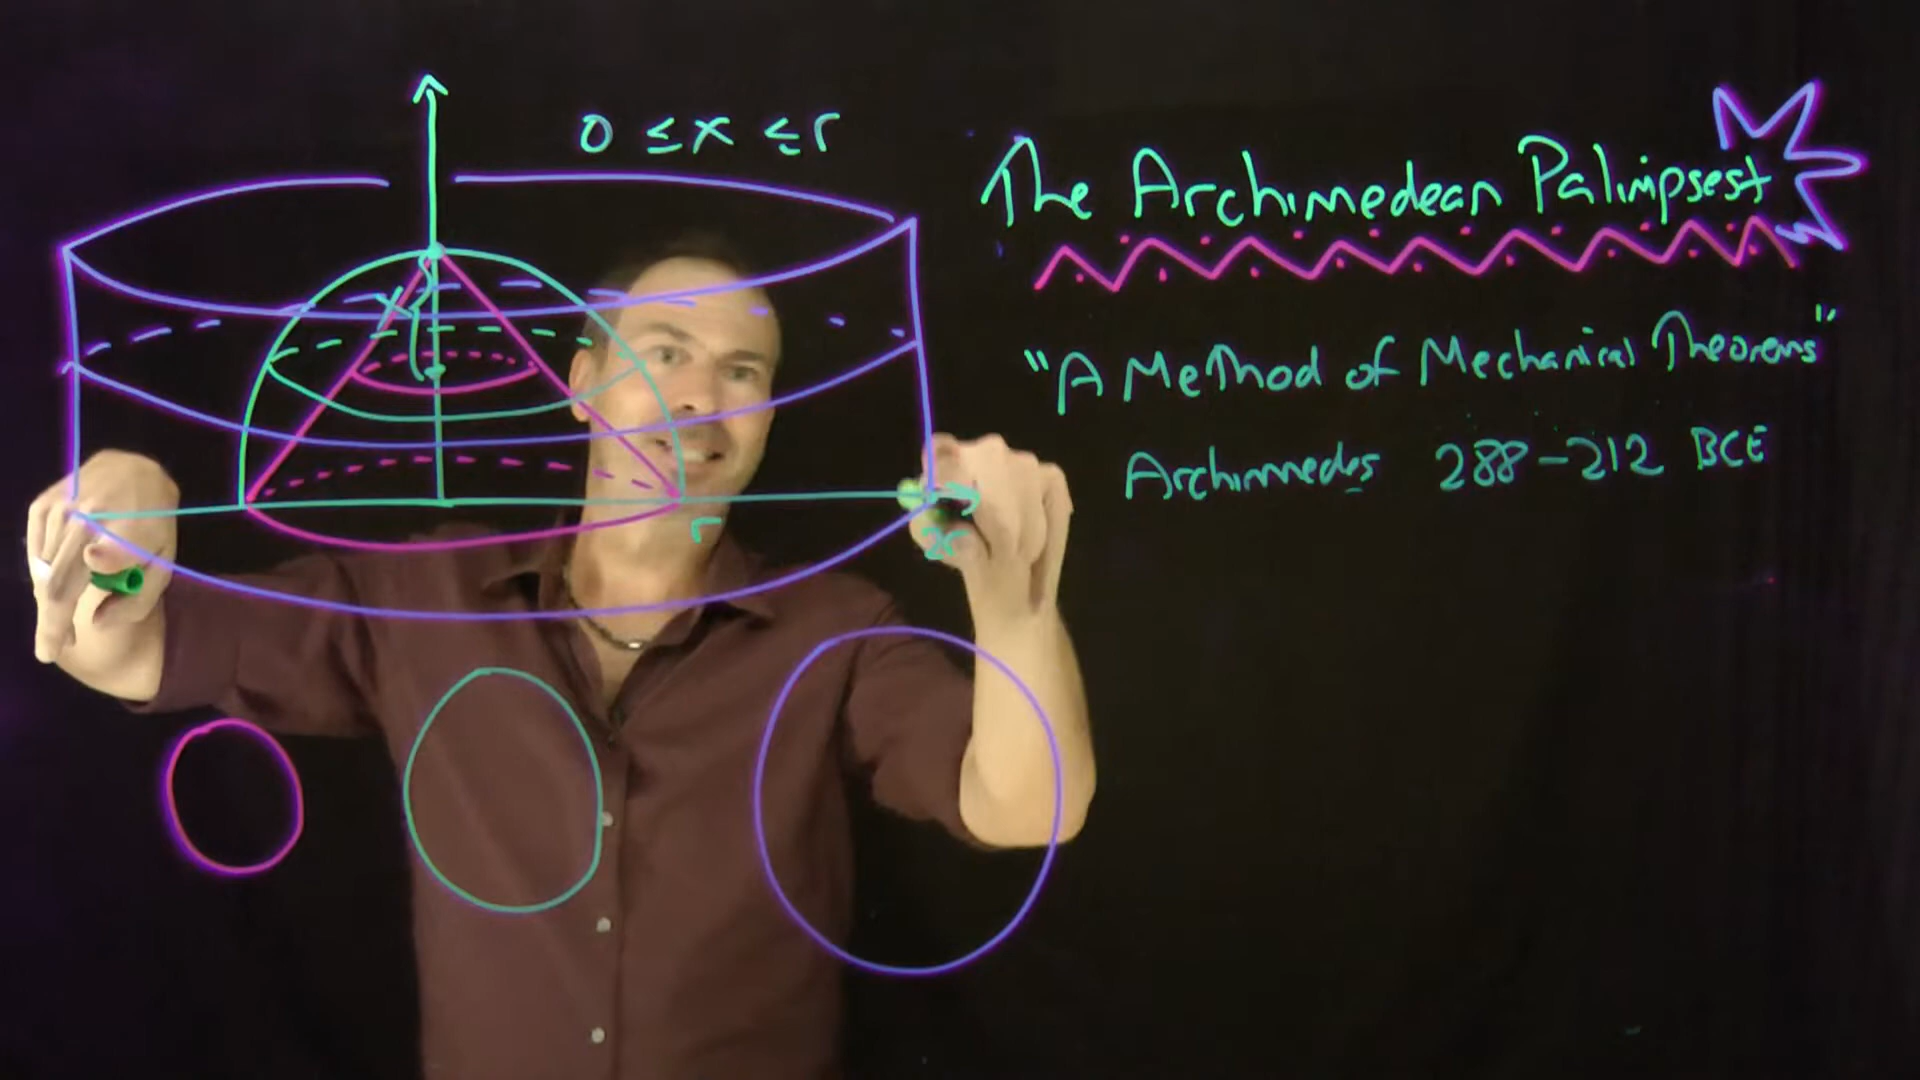 0 ≤ x ≤ r
The Archimedean Palimpsest
x
"A Method of Mechanical Theorems"
Archimedes 288-212 BCE
r
2r